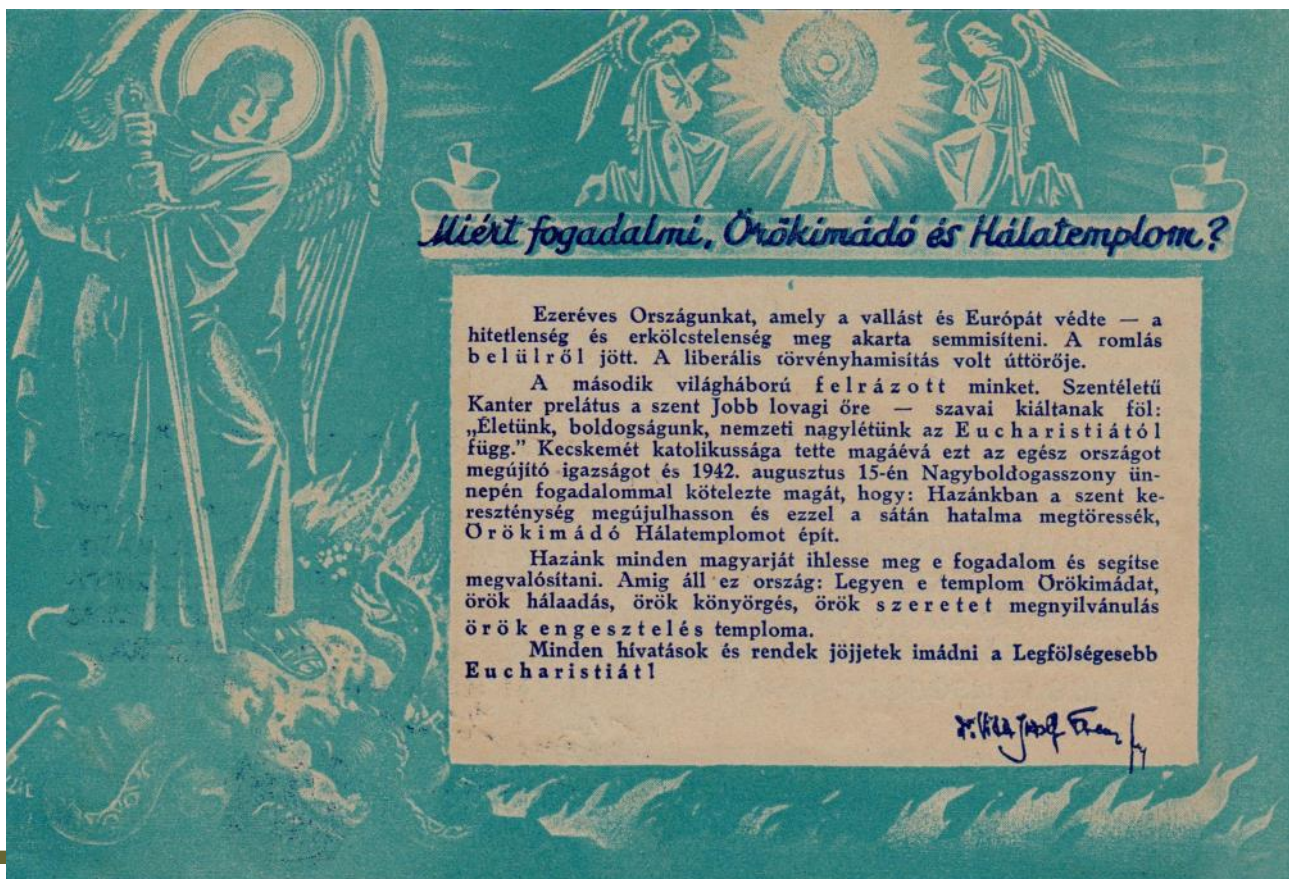 Miért fogadalmi, Örökimádó és Hálatemplom?
Ezeréves Országunkat, amely a vallást és Európát védte — a
hitetlenség és erkölcstelenség meg akarta semmisíteni. A romlás
belülről jött. A liberális törvényhamisítás volt úttörője.
A második világháború felrázott minket. Szentéletű
Kanter prelátus a szent Jobb lovagi őre — szavai kiáltanak föl:
„Életünk, boldogságunk, nemzeti nagylétünk az Eucharistiától
függ.” Kecskemét katolikussága tette magáévá ezt az egész országot
megújító igazságot és 1942. augusztus 15-én Nagyboldogasszony ün-
nepén fogadalommal kötelezte magát, hogy: Hazánkban a szent ke-
reszténység megújulhasson és ezzel a sátán hatalma megtöressék,
Örökimádó Hálatemplomot épít.
Hazánk minden magyarját ihlesse meg e fogadalom és segítse
megvalósítani. Amig áll ez ország: Legyen e templom Örökimádat,
örök hálaadás, örök könyörgés, örök szeretet megnyilvánulás
örök engesztelés temploma.
Minden hívatások és rendek jöjjetek imádni a Legfölségesebb
Eucharistiát!